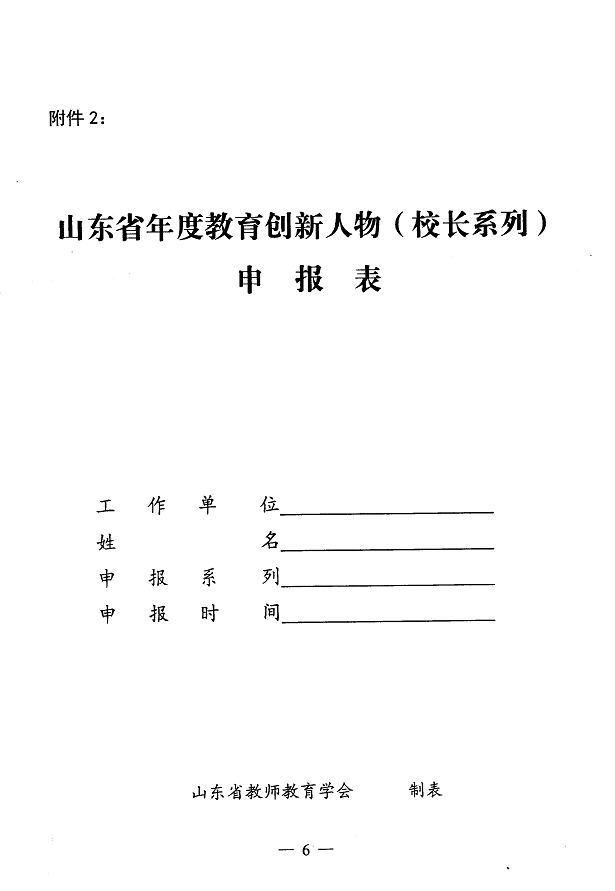 附件 2：
山东省年度教育创新人物（校长系列）
申 报 表
工 作 单 位
姓 名
申 报 系 列
申 报 时 间
山东省教师教育学会 制表
— 6 —